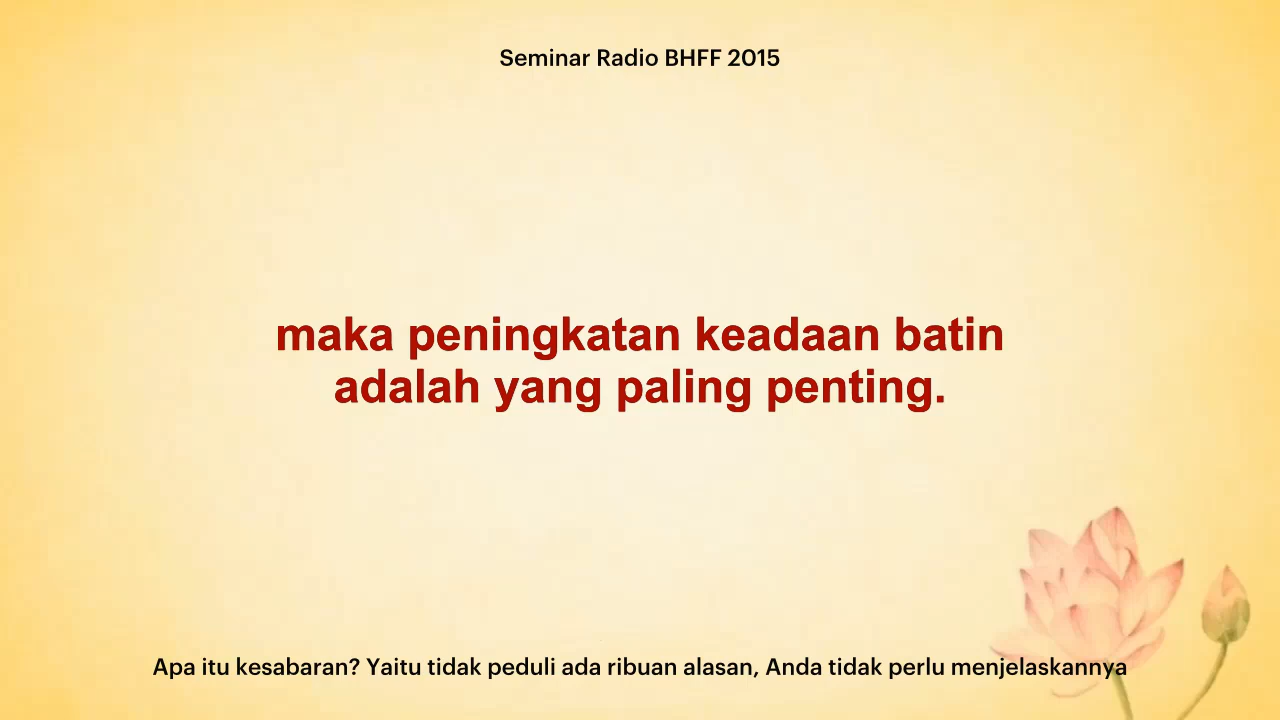 Seminar Radio BHFF 2015
maka peningkatan keadaan batin
adalah yang paling penting.
Apa itu kesabaran? Yaitu tidak peduli ada ribuan alasan, Anda tidak perlu menjelaskannya